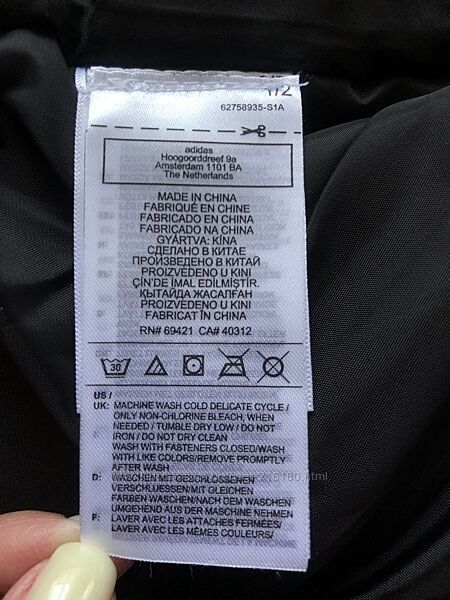 1/2
62758935-S1A
adidas
Hoogoorddreef 9a
Amsterdam 1101 BA
The Netherlands
MADE IN CHINA
FABRIQUÉ EN CHINE
FABRICADO EN CHINA
FABRICADO NA CHINA
GYÁRTVA: KÍNA
СДЕЛАНО В КИТАЕ
ПРОИЗВЕДЕНО В КИТАЙ
PROIZVEDENO U KINI
ÇİN'DE IMAL EDİLMİŞTİR.
ҚЫТАЙДА ЖАСАЛҒАН
PROIZVEDENO U KINI
FABRICAT ÎN CHINA
RN# 69421 CA# 40312
30
US /
UK: MACHINE WASH COLD DELICATE CYCLE /
ONLY NON-CHLORINE BLEACH, WHEN
NEEDED / TUMBLE DRY LOW / DO NOT
IRON / DO NOT DRY CLEAN
WASH WITH FASTENERS CLOSED/WASH
WITH LIKE COLORS/REMOVE PROMPTLY
AFTER WASH
D: WASCHEN MIT GESCHLOSSENEN
VERSCHLUESSEN/MIT GLEICHEN
FARBEN WASCHEN/NACH DEM WASCHEN
UMGEHEND AUS DER MASCHINE NEHMEN
F: LAVER AVEC LES ATTACHES FERMÉES/
LAVER AVEC LES MÊMES COULEURS/